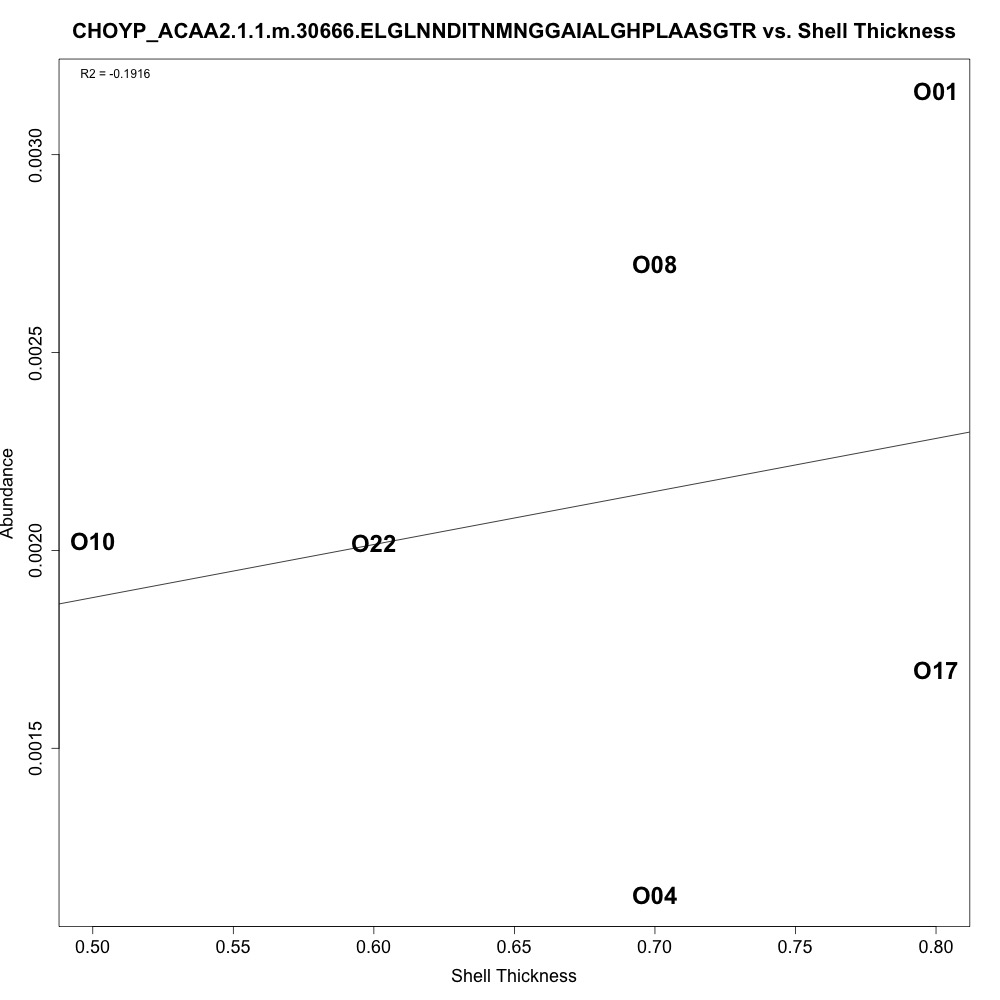 CHOYP_ACAA2.1.1.m.30666.ELGLNNDITNMNGGAIALGHPLAASGTR vs. Shell Thickness
R2 = -0.1916
O01
O08
O10
O22
O17
O04
Abundance
0.0030
0.0025
0.0020
0.0015
0.50 0.55 0.60 0.65 0.70 0.75 0.80
Shell Thickness